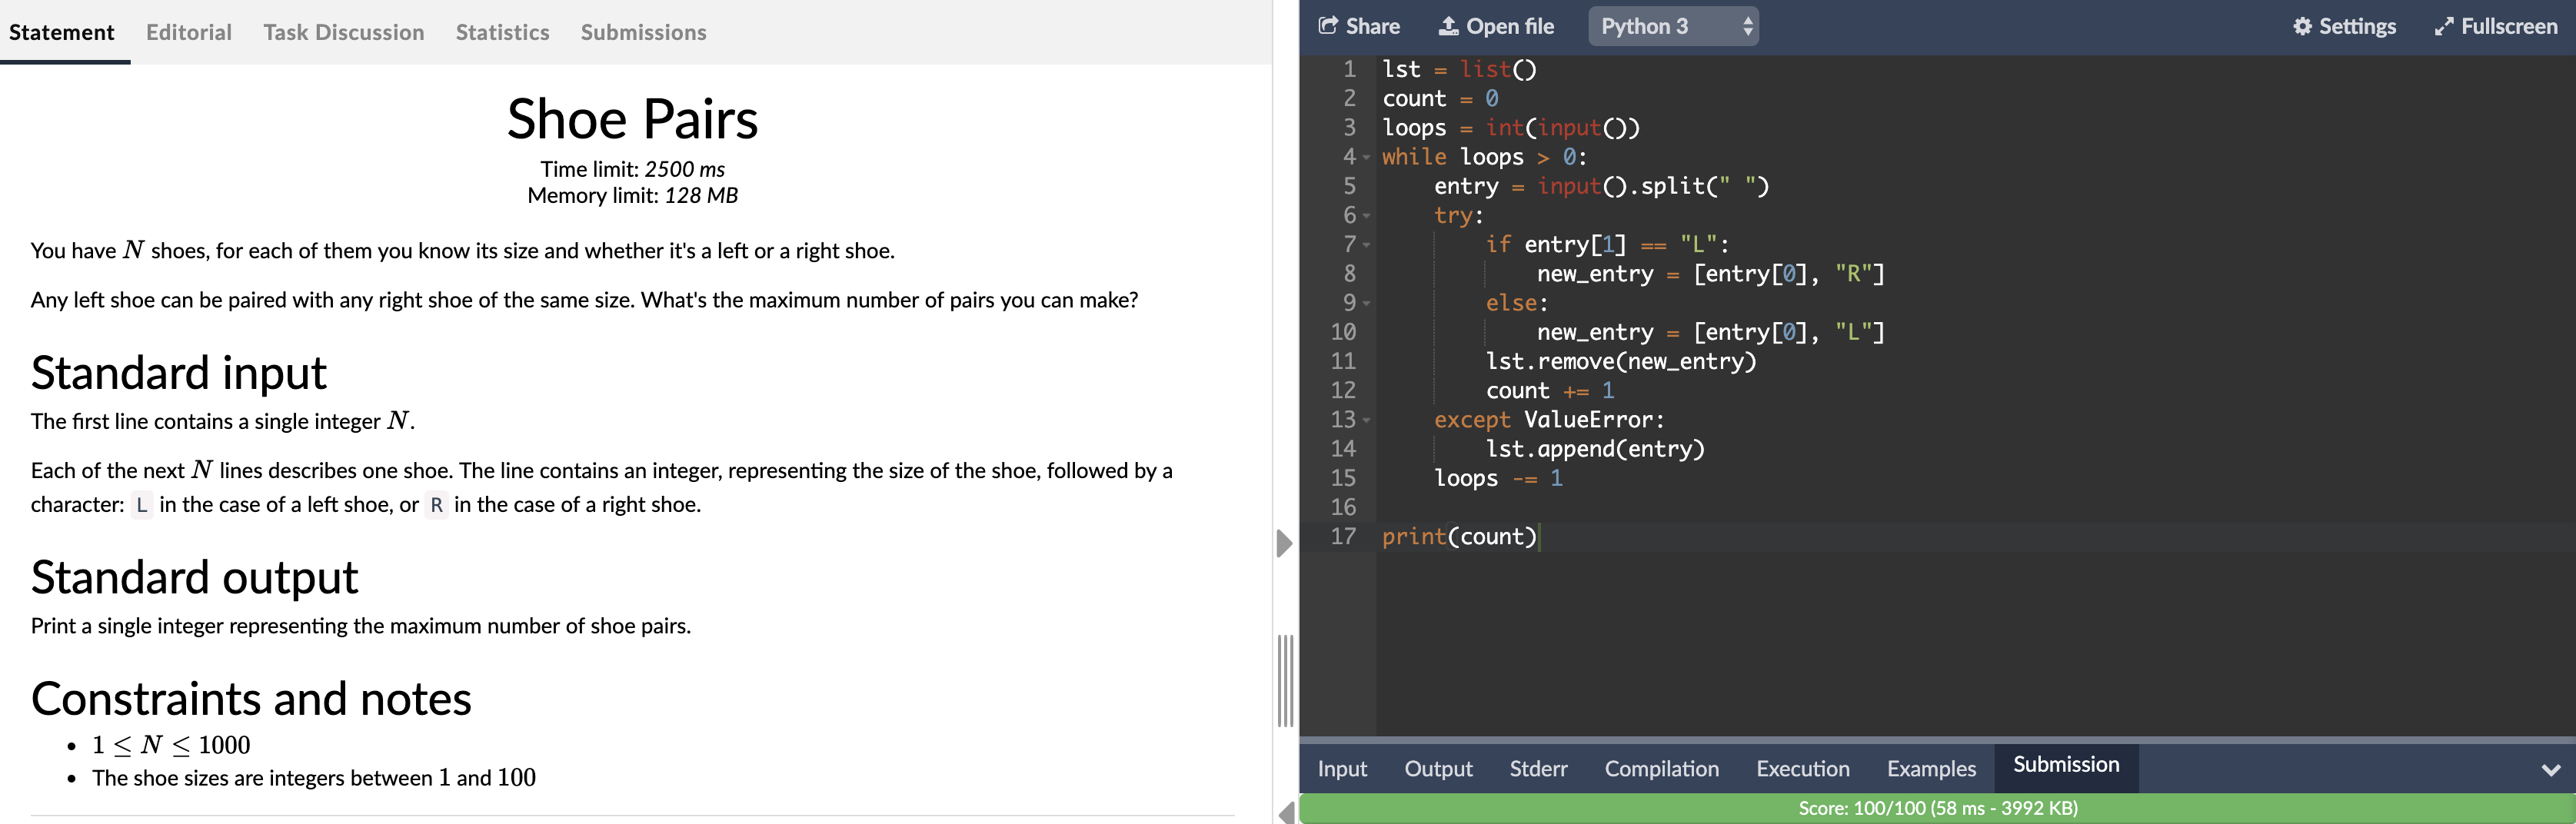 Statement Editorial Task Discussion Statistics Submissions
Shoe Pairs
Time limit: 2500 ms
Memory limit: 128 MB
You have N shoes, for each of them you know its size and whether it's a left or a right shoe.
Any left shoe can be paired with any right shoe of the same size. What's the maximum number of pairs you can make?
Standard input
The first line contains a single integer N.
Each of the next N lines describes one shoe. The line contains an integer, representing the size of the shoe, followed by a
character: L in the case of a left shoe, or R in the case of a right shoe.
Standard output
Print a single integer representing the maximum number of shoe pairs.
Constraints and notes
• 1 ≤ N ≤ 1000
• The shoe sizes are integers between 1 and 100
Share Open file Python 3 Settings Fullscreen
1 lst = list()
2 count = 0
3 loops = int(input())
4 while loops > 0:
5     entry = input().split(" ")
6     try:
7         if entry[1] == "L":
8             new_entry = [entry[0], "R"]
9         else:
10             new_entry = [entry[0], "L"]
11         lst.remove(new_entry)
12         count += 1
13     except ValueError:
14         lst.append(entry)
15     loops -= 1
16
17 print(count)
Input Output Stderr Compilation Execution Examples Submission
Score: 100/100 (58 ms - 3992 KB)